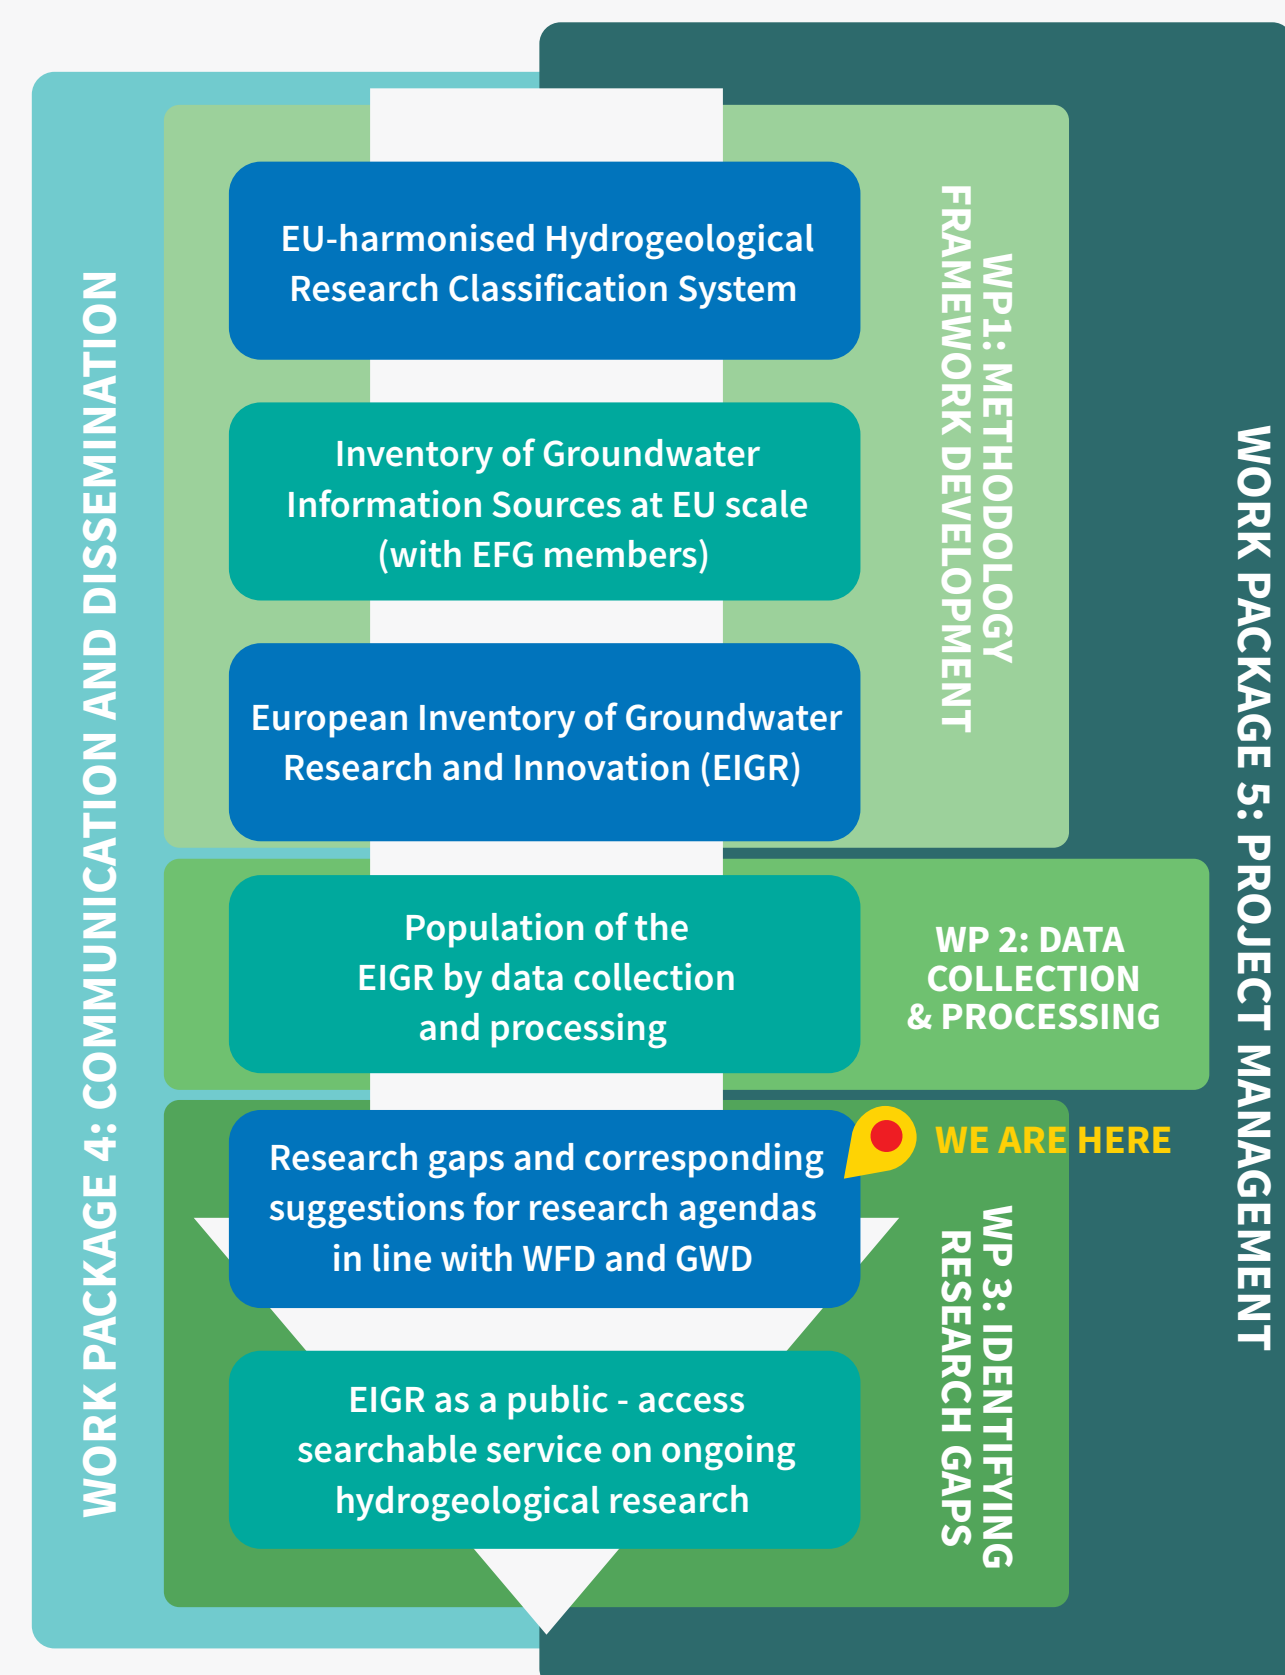 WORK PACKAGE 4: COMMUNICATION AND DISSEMINATION
EU-harmonised Hydrogeological
Research Classification System
Inventory of Groundwater
Information Sources at EU scale
(with EFG members)
European Inventory of Groundwater
Research and Innovation (EIGR)
WP1: METHODOLOGY
FRAMEWORK DEVELOPMENT
Population of the
EIGR by data collection
and processing
WP 2: DATA
COLLECTION
& PROCESSING
Research gaps and corresponding
suggestions for research agendas
in line with WFD and GWD
WE ARE HERE
EIGR as a public - access
searchable service on ongoing
hydrogeological research
WP 3: IDENTIFYING
RESEARCH GAPS
WORK PACKAGE 5: PROJECT MANAGEMENT